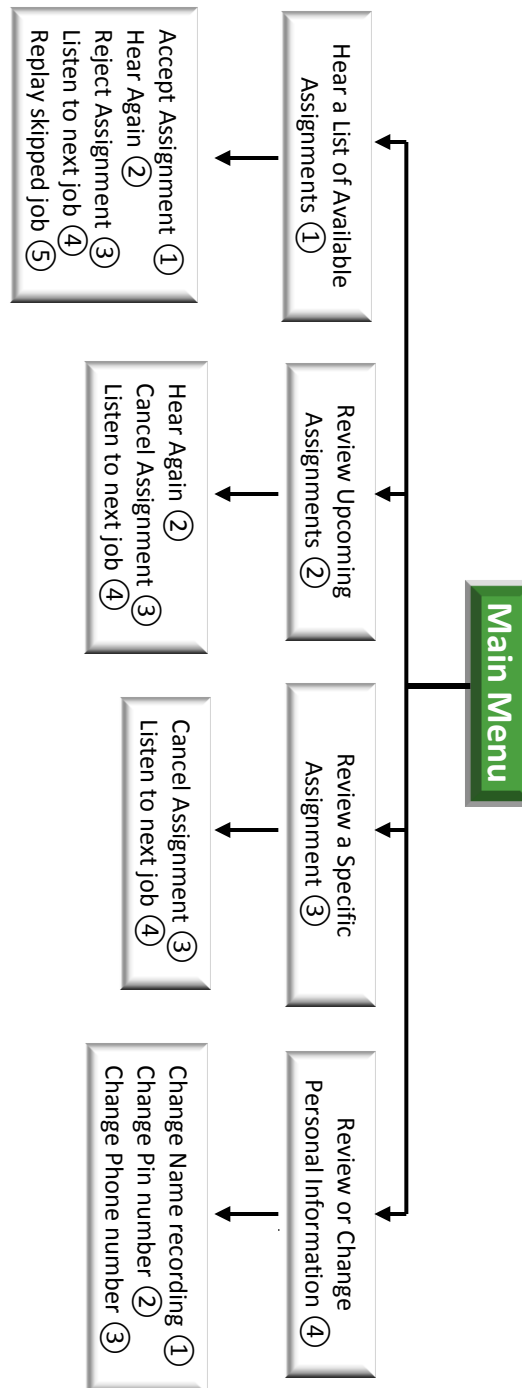 Main Menu
Hear a List of Available
Assignments ①
Accept Assignment ①
Hear Again ②
Reject Assignment ③
Listen to next job ④
Replay skipped job ⑤
Review Upcoming
Assignments ②
Hear Again ②
Cancel Assignment ③
Listen to next job ④
Review a Specific
Assignment ③
Cancel Assignment ③
Listen to next job ④
Review or Change
Personal Information ④
Change Name recording ①
Change Pin number ②
Change Phone number ③